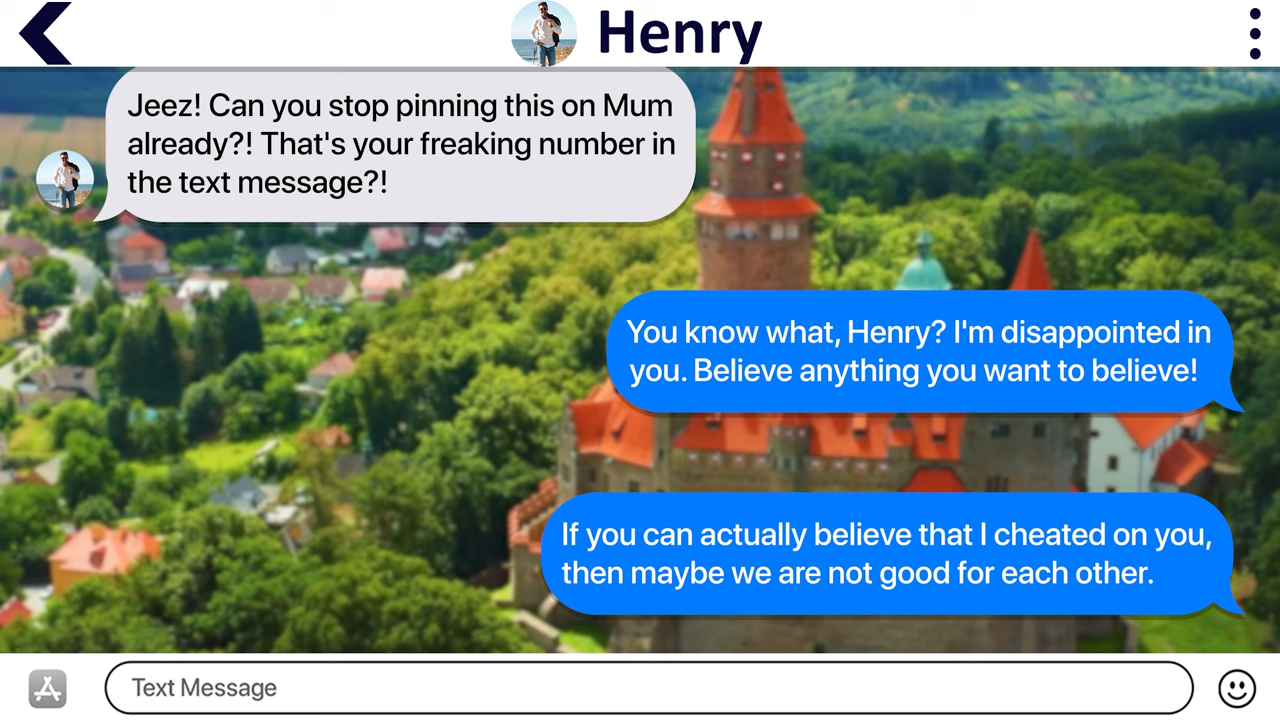 Henry
Jeez! Can you stop pinning this on Mum
already?! That's your freaking number in
the text message?!
You know what, Henry? I'm disappointed in
you. Believe anything you want to believe!
If you can actually believe that I cheated on you,
then maybe we are not good for each other.
Text Message